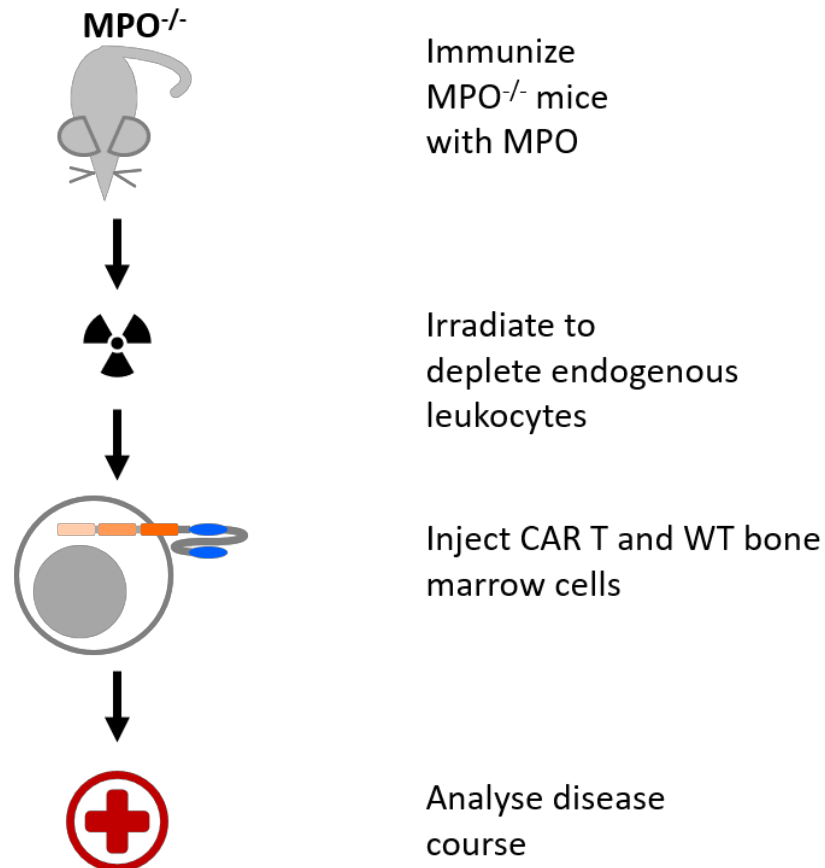 MPO-/-
Immunize
MPO-/- mice
with MPO
Irradiate to
deplete endogenous
leukocytes
Inject CAR T and WT bone
marrow cells
Analyse disease
course